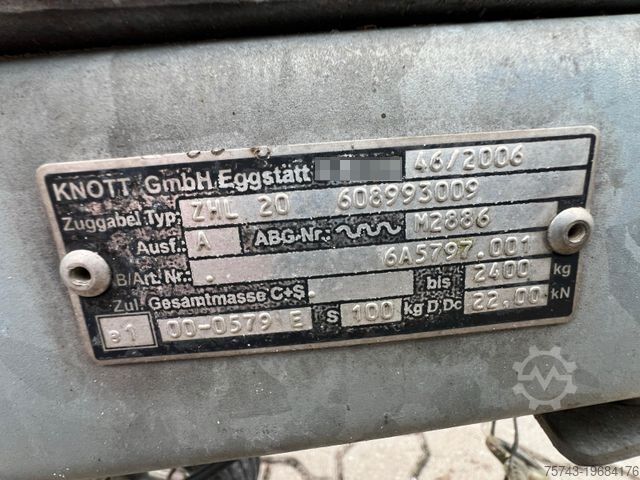 KNOTT GmbH Eggstätt 46/2006
Zuggabel Typ: ZHL 20 608993009
Ausf.: A ABG-Nr.: M2886
B/Art. Nr.: 6A5797.001
Zul. Gesamtmasse C+S. bis 2400 kg
e1 00-0579 E S 100 kg D/Dc 22,00 kN
75743-19684176